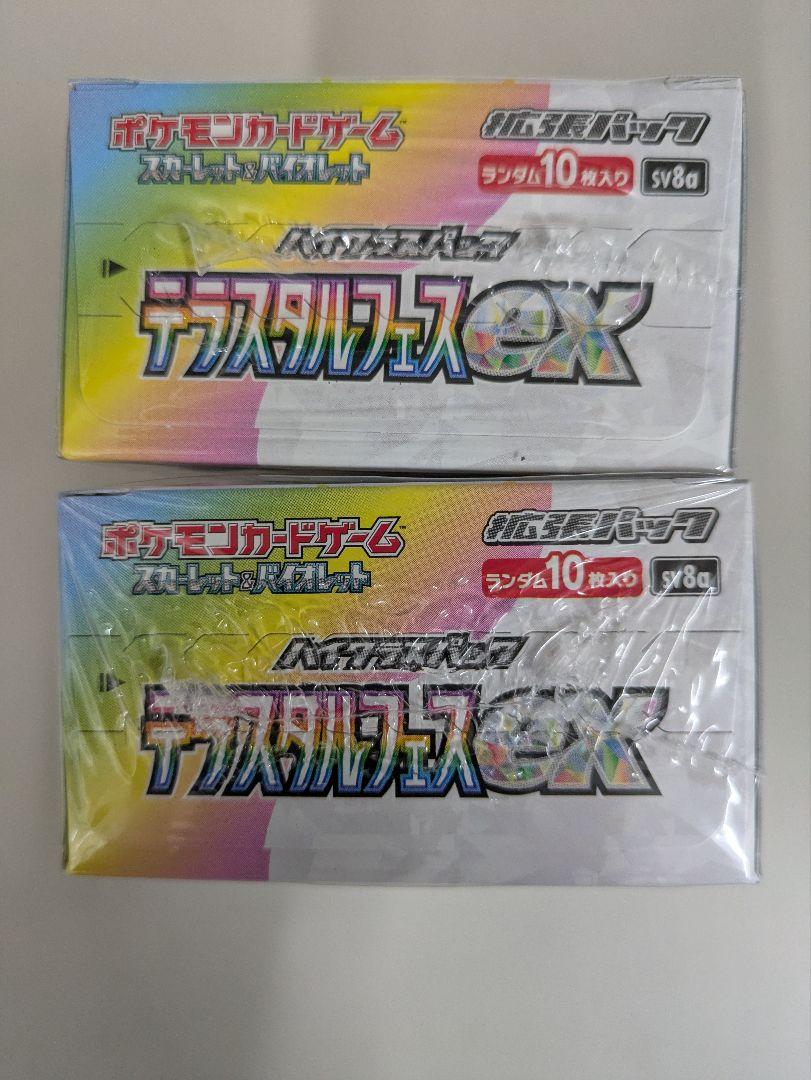 ポケモンカードゲーム™
スカーレット&バイオレット
拡張パック
ランダム10枚入り
SV8a
ハイクラスパック
テラスタルフェスex
ポケモンカードゲーム™
スカーレット&バイオレット
拡張パック
ランダム10枚入り
SV8a
ハイクラスパック
テラスタルフェスex